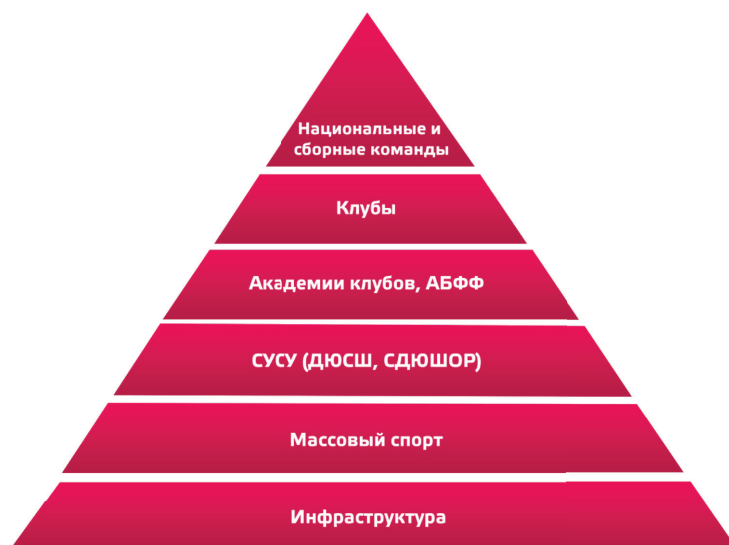 Национальные и
сборные команды
Клубы
Академии клубов, АБФФ
СУСУ (ДЮСШ, СДЮШОР)
Массовый спорт
Инфраструктура